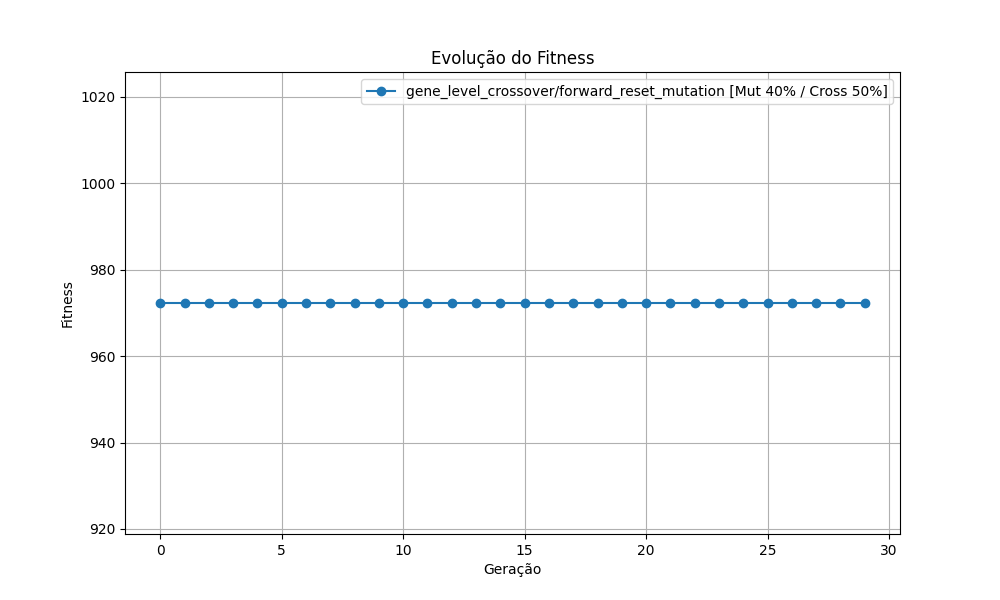 Evolução do Fitness
gene_level_crossover/forward_reset_mutation [Mut 40% / Cross 50%]
1020
1000
980
960
940
920
Fitness
0 5 10 15 20 25 30
Geração